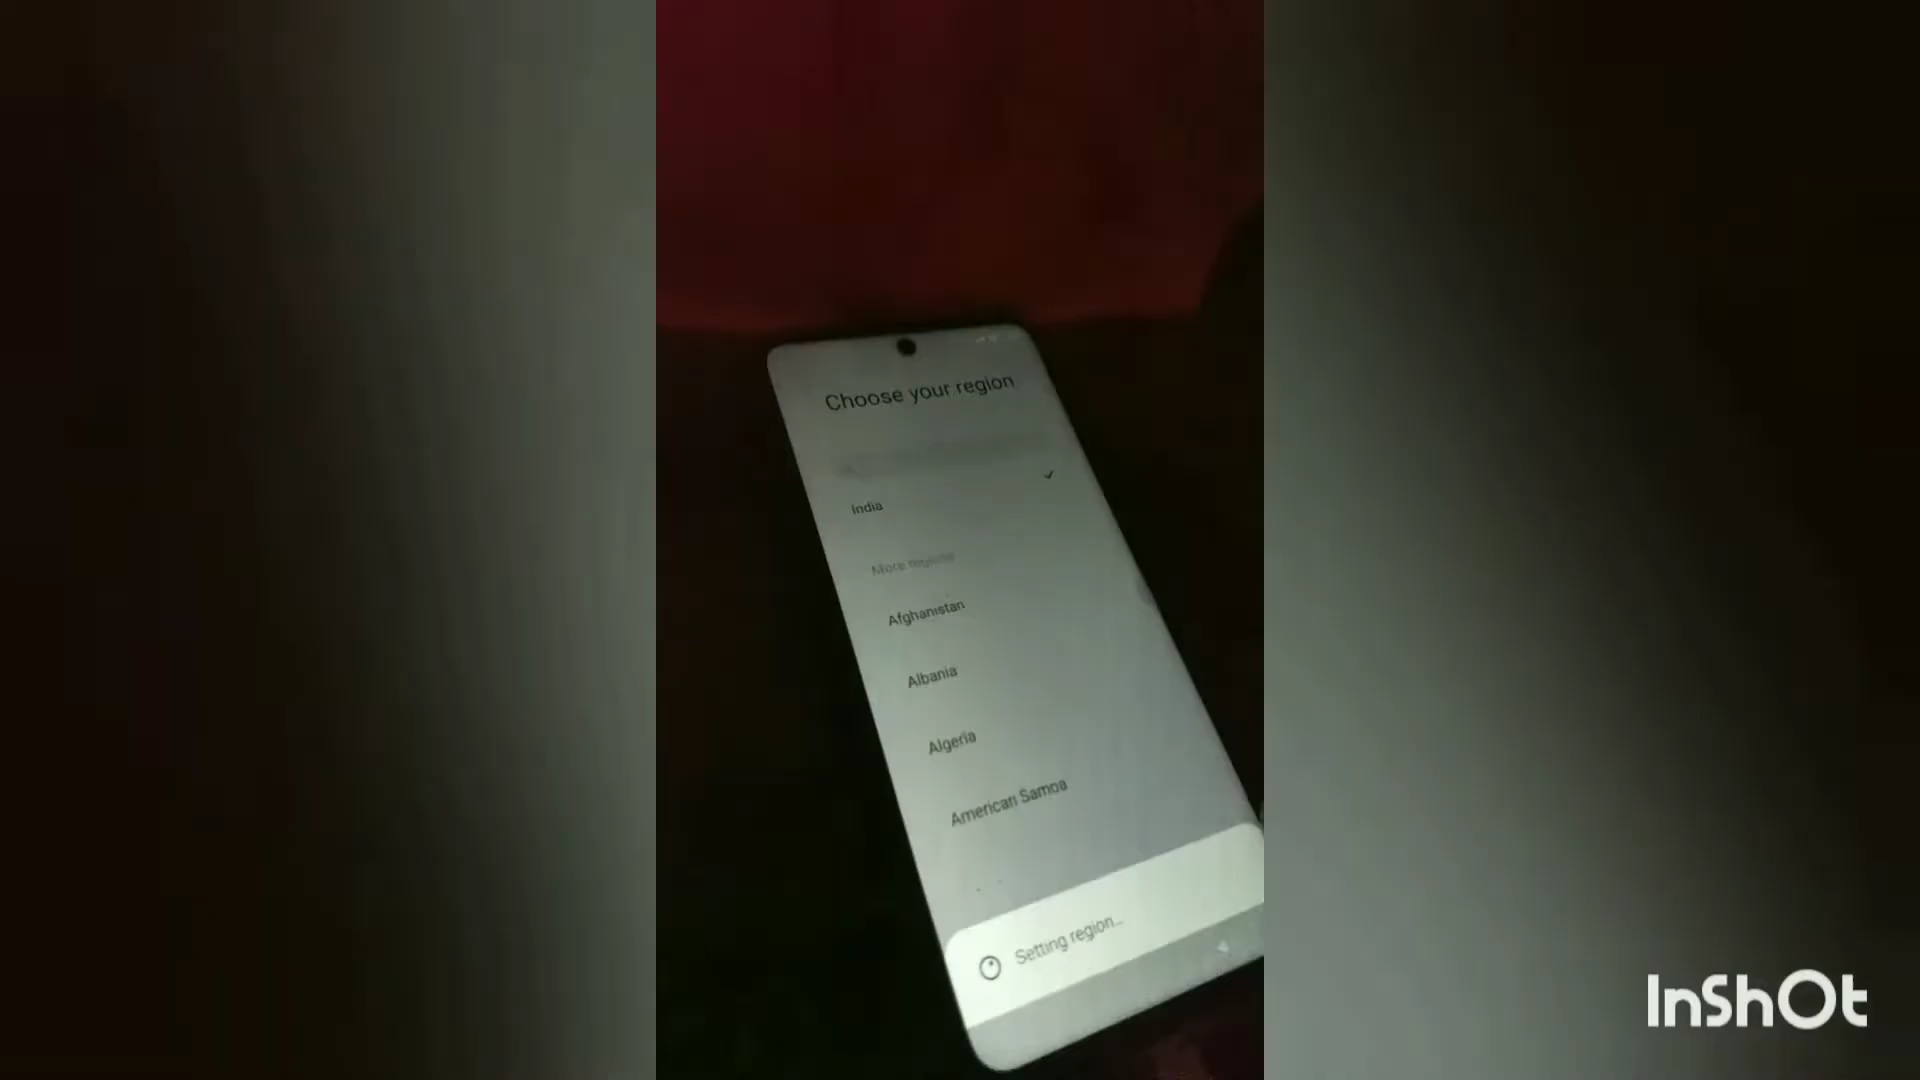 Choose your region
India
More regions
Afghanistan
Albania
Algeria
American Samoa
Setting region...
InShOt